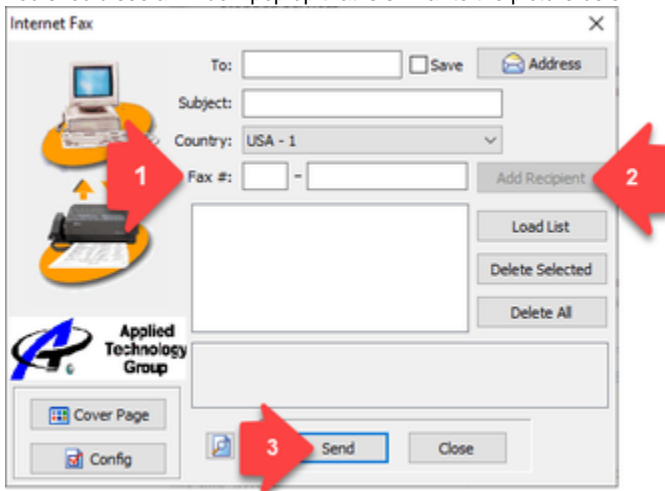 Internet Fax
To:
Save
Address
Subject:
Country:
USA - 1
1
Fax #:
-
Add Recipient
2
Load List
Delete Selected
Delete All
Applied
Technology
Group
Cover Page
Config
3
Send
Close